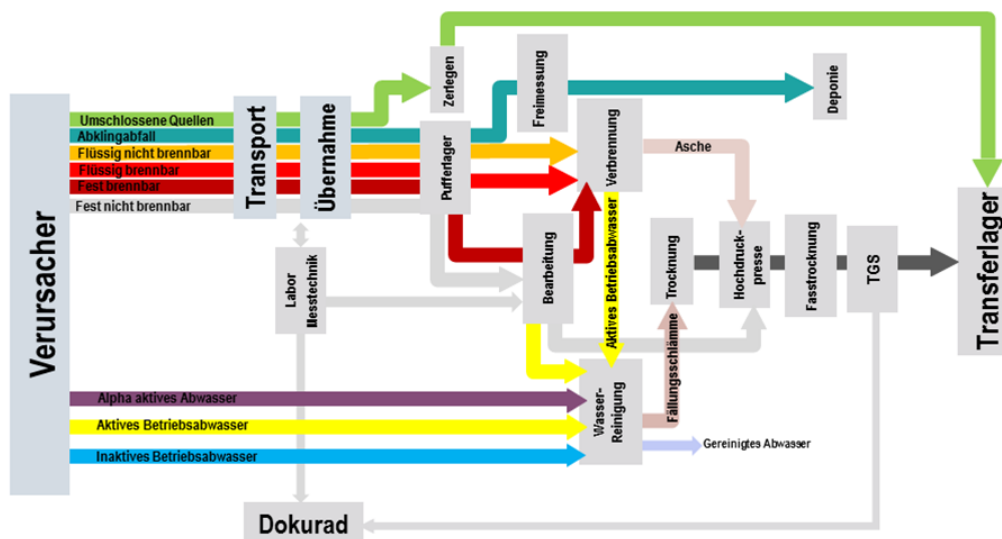 Verursacher
Umschlossene Quellen
Abklingabfall
Flüssig nicht brennbar
Flüssig brennbar
Fest brennbar
Fest nicht brennbar
Transport
Übernahme
Zerlegen
Pufferlager
Freimessung
Verbrennung
Deponie
Asche
Labor
Messtechnik
Bearbeitung
Aktives Betriebsabwasser
Trocknung
Hochdruck-
presse
Fasstrocknung
TGS
Transferlager
Fällungsschlämme
Wasser-
Reinigung
Alpha aktives Abwasser
Aktives Betriebsabwasser
Inaktives Betriebsabwasser
Gereinigtes Abwasser
Dokurad